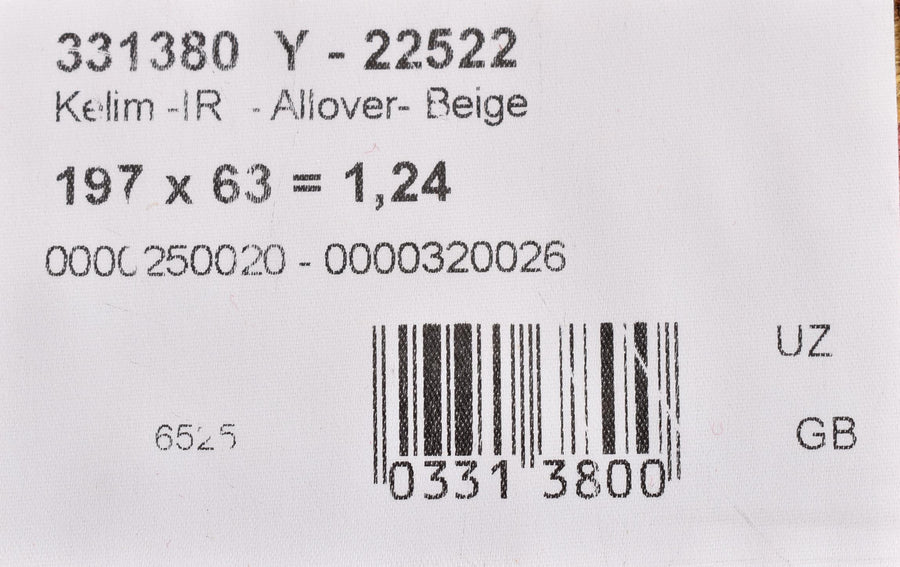 331380 Y - 22522
Kelim -IR - Allover- Beige
197 x 63 = 1,24
0000250020 - 0000320026
UZ
6525
GB
0331 3800